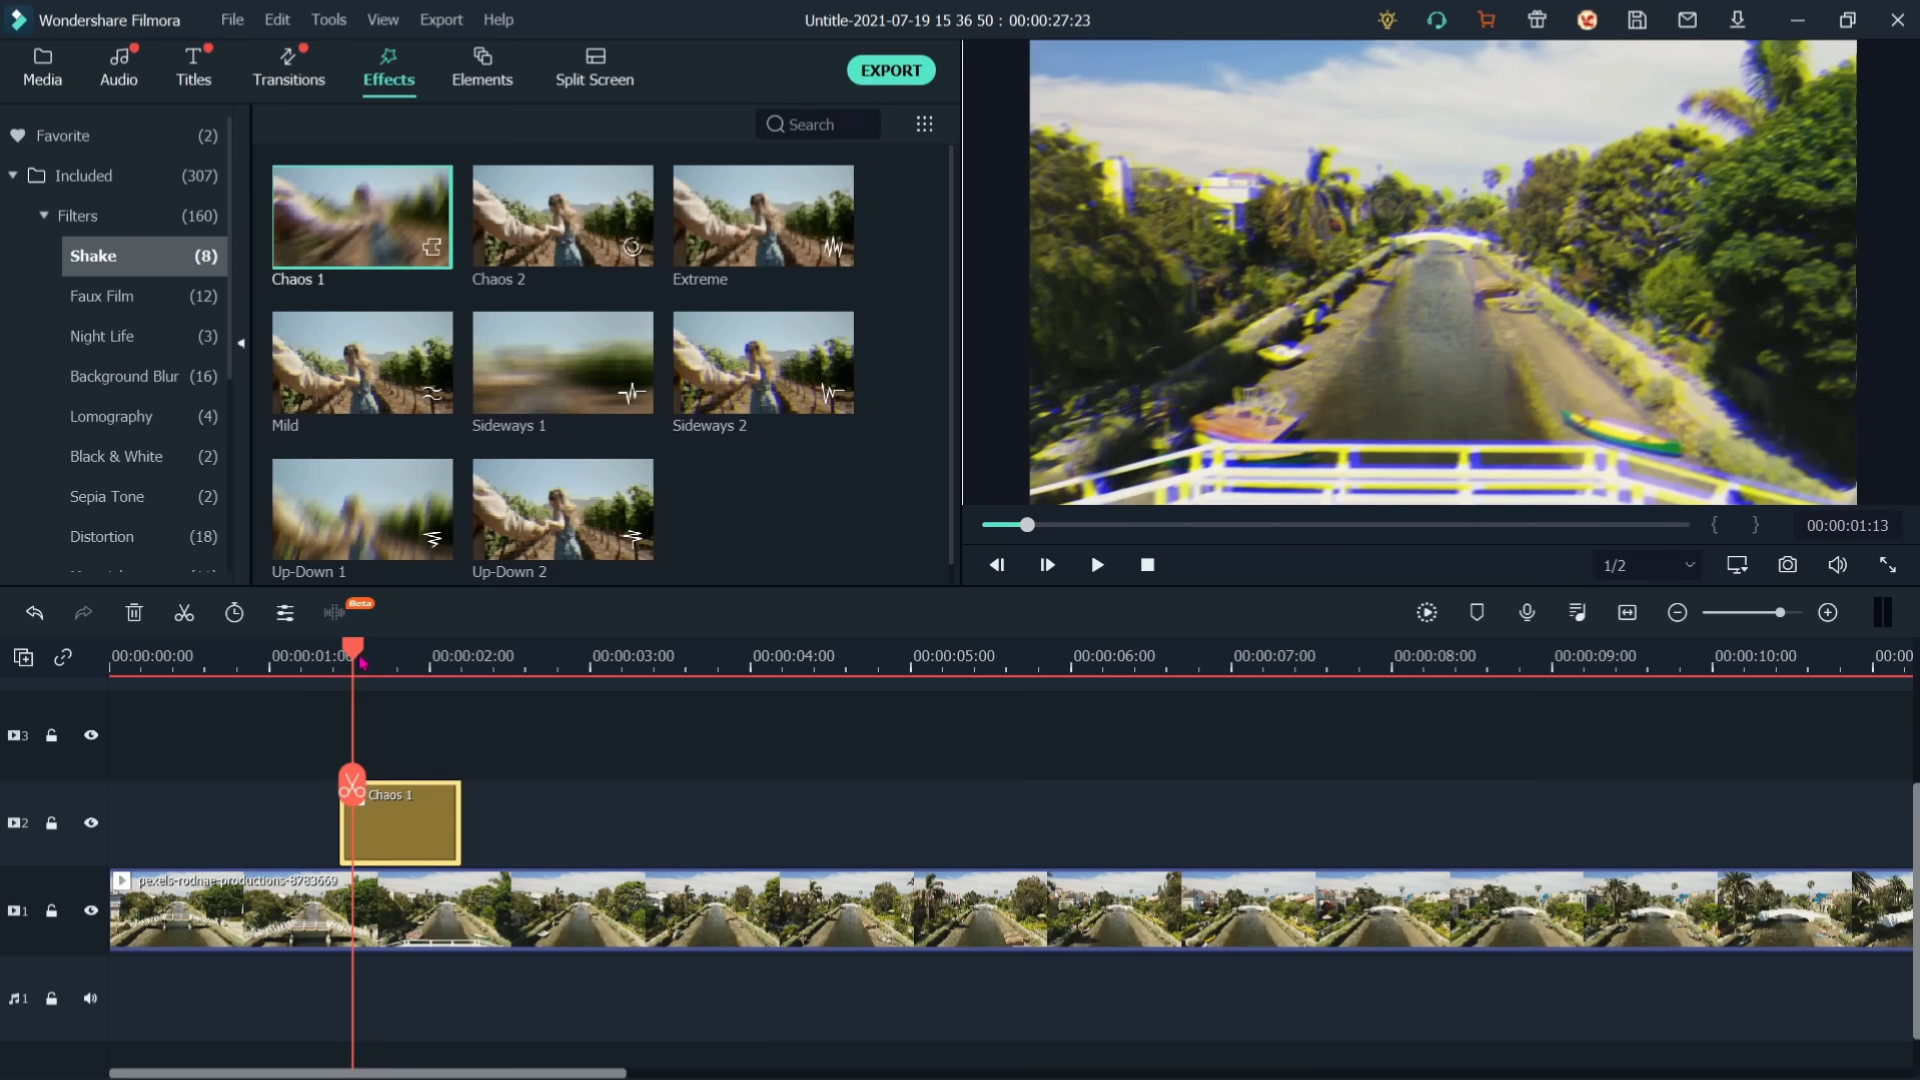 Wondershare Filmora
File Edit Tools View Export Help
Untitle-2021-07-19 15 36 50 : 00:00:27:23
Media Audio Titles Transitions Effects Elements Split Screen
EXPORT
Search
Favorite (2)
Included (307)
Filters (160)
Shake (8)
Faux Film (12)
Night Life (3)
Background Blur (16)
Lomography (4)
Black & White (2)
Sepia Tone (2)
Distortion (18)
Chaos 1 Chaos 2 Extreme
Mild Sideways 1 Sideways 2
Up-Down 1 Up-Down 2
{ } 00:00:01:13
1/2
Beta
00:00:00:00 00:00:01:00 00:00:02:00 00:00:03:00 00:00:04:00 00:00:05:00 00:00:06:00 00:00:07:00 00:00:08:00 00:00:09:00 00:00:10:00 00:00
3
2
Chaos 1
1
pexels-rodnae-productions-8783669
1